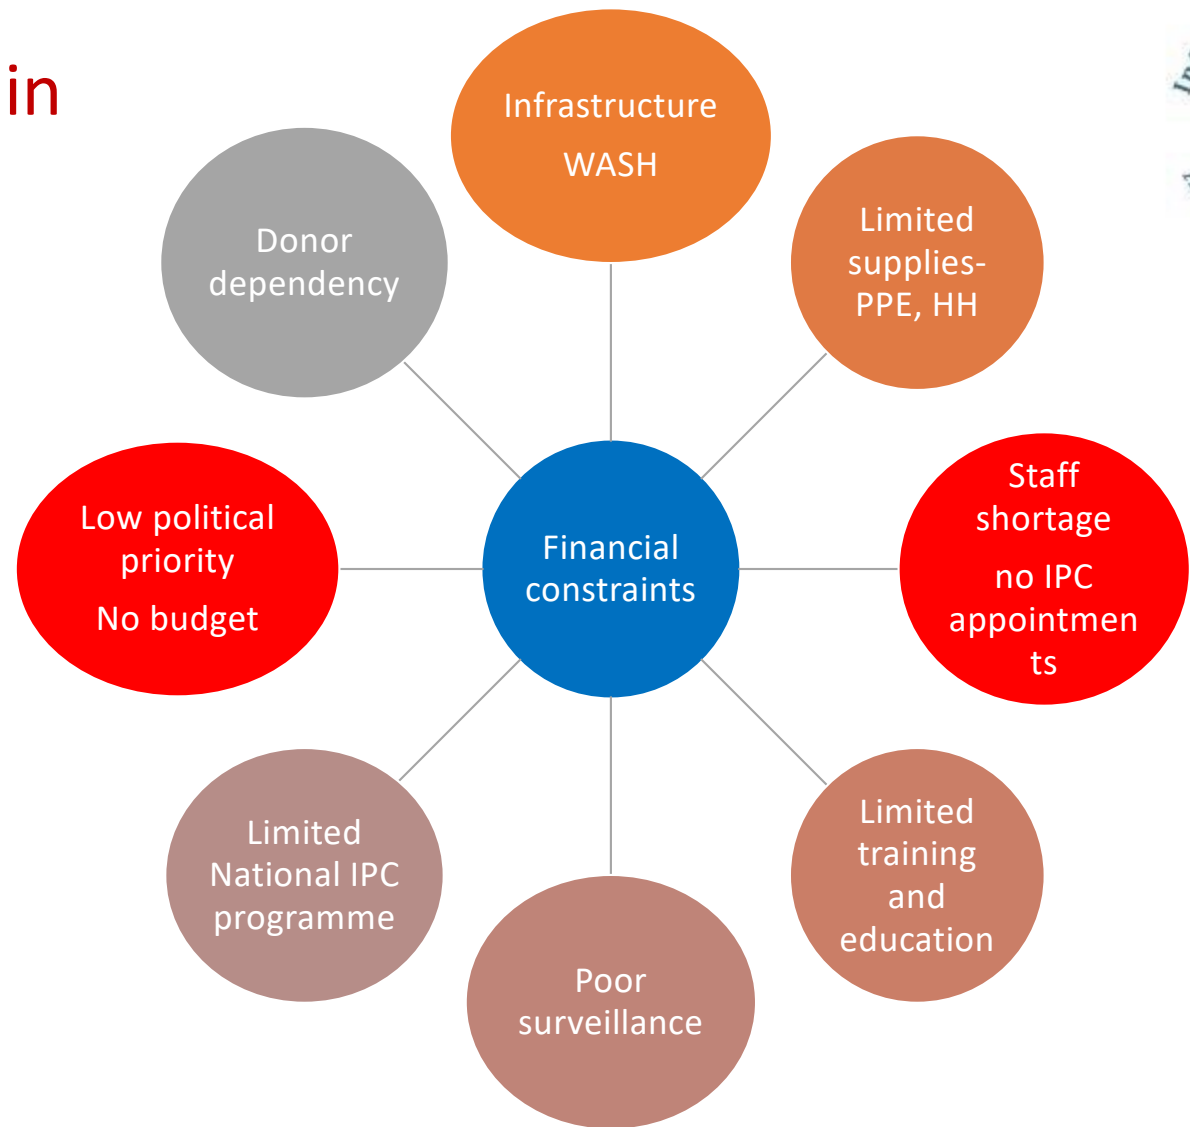 in
Infrastructure
WASH
Donor
dependency
Limited
supplies-
PPE, HH
Low political
priority
No budget
Financial
constraints
Staff
shortage
no IPC
appointmen
ts
Limited
National IPC
programme
Limited
training
and
education
Poor
surveillance